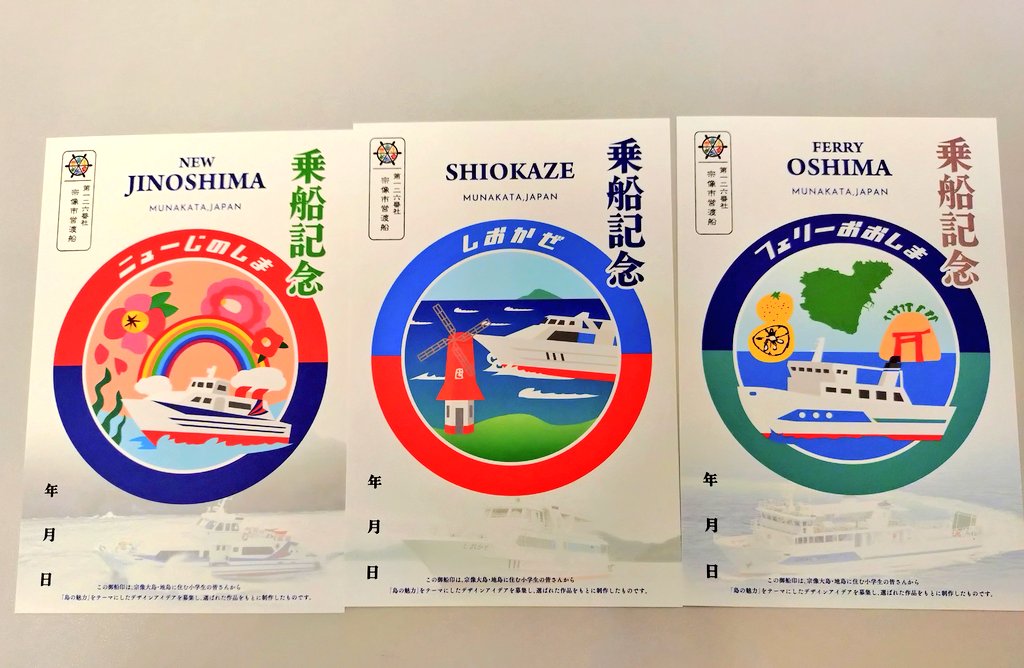 第一二六番社
宗像市営渡船
NEW
JINOSHIMA
MUNAKATA,JAPAN
乗船記念
ニューじのしま
年
月
日
この御船印は、宗像大島・地島に住む小学生の皆さんから
「島の魅力」をテーマにしたデザインアイデアを募集し、選ばれた作品をもとに制作したものです。
第一二六番社
宗像市営渡船
SHIOKAZE
MUNAKATA,JAPAN
乗船記念
しおかぜ
年
月
日
この御船印は、宗像大島・地島に住む小学生の皆さんから
「島の魅力」をテーマにしたデザインアイデアを募集し、選ばれた作品をもとに制作したものです。
第一二六番社
宗像市営渡船
FERRY
OSHIMA
MUNAKATA,JAPAN
乗船記念
フェリーおおしま
年
月
日
この御船印は、宗像大島・地島に住む小学生の皆さんから
「島の魅力」をテーマにしたデザインアイデアを募集し、選ばれた作品をもとに制作したものです。